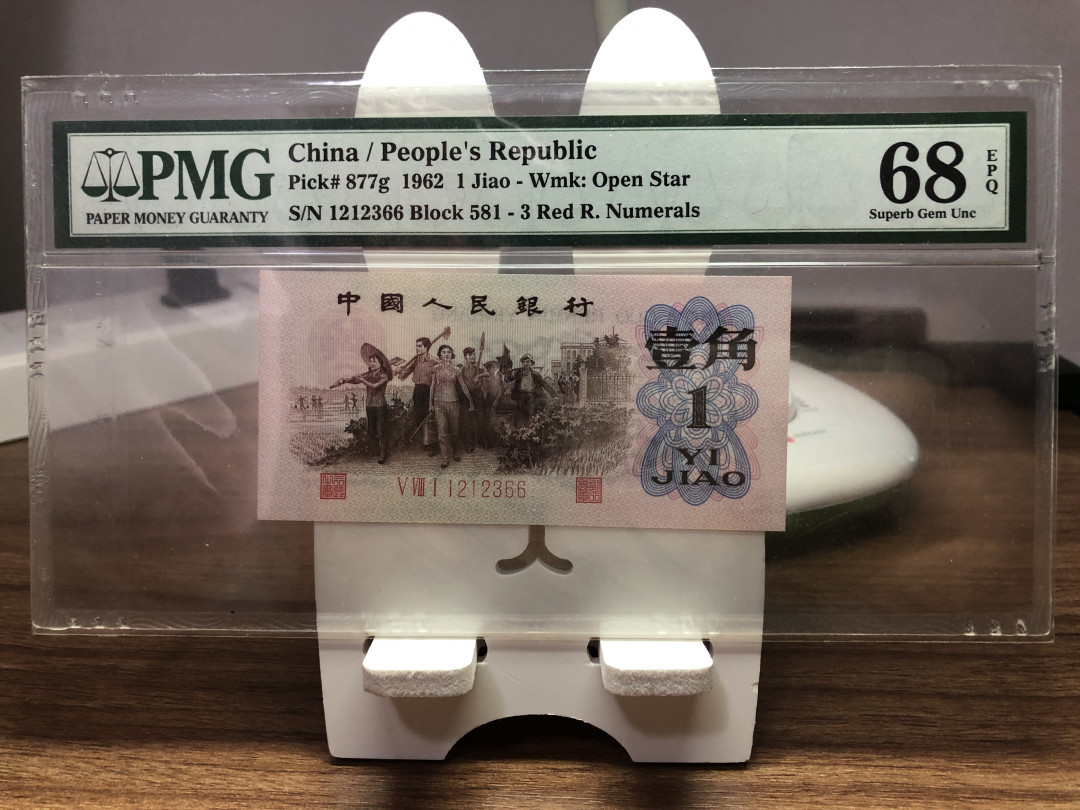 PMG
PAPER MONEY GUARANTY
China / People's Republic
Pick# 877g 1962 1 Jiao - Wmk: Open Star
S/N 1212366 Block 581 - 3 Red R. Numerals
68
EPQ
Superb Gem Unc
中國人民銀行
壹角
1
YI
JIAO
V VIII I 1212366